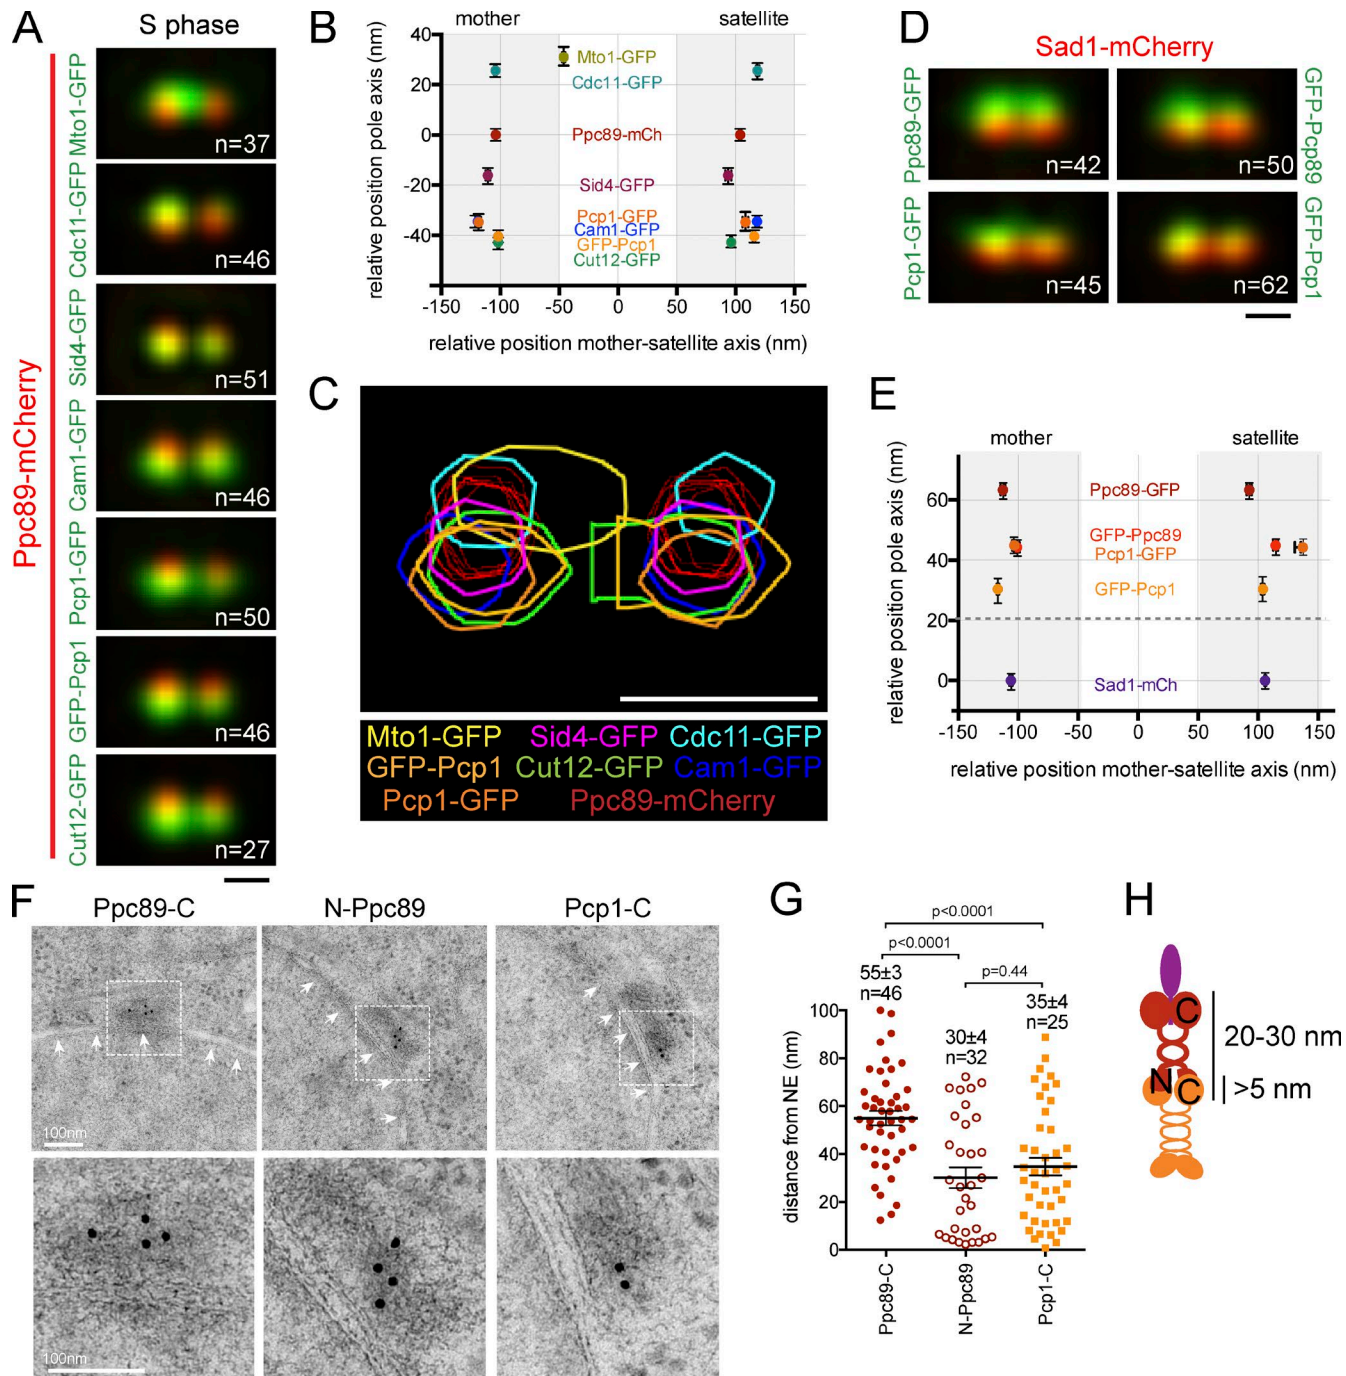 A
S phase
Ppc89-mCherry
Mto1-GFP
n=37
Cdc11-GFP
n=46
Sid4-GFP
n=51
Cam1-GFP
n=46
Pcp1-GFP
n=50
GFP-Pcp1
n=46
Cut12-GFP
n=27
B
mother
satellite
relative position pole axis (nm)
40
20
0
-20
-40
Mto1-GFP
Cdc11-GFP
Ppc89-mCh
Sid4-GFP
Pcp1-GFP
Cam1-GFP
GFP-Pcp1
Cut12-GFP
-150 -100 -50 0 50 100 150
relative position mother-satellite axis (nm)
C
Mto1-GFP Sid4-GFP Cdc11-GFP
GFP-Pcp1 Cut12-GFP Cam1-GFP
Pcp1-GFP Ppc89-mCherry
D
Sad1-mCherry
Ppc89-GFP
n=42
GFP-Pcp89
n=50
Pcp1-GFP
n=45
GFP-Pcp1
n=62
E
mother
satellite
relative position pole axis (nm)
60
40
20
0
Ppc89-GFP
GFP-Ppc89
Pcp1-GFP
GFP-Pcp1
Sad1-mCh
-150 -100 -50 0 50 100 150
relative position mother-satellite axis (nm)
F
Ppc89-C
N-Ppc89
Pcp1-C
100nm
100nm
G
p<0.0001
p<0.0001
p=0.44
55±3
n=46
30±4
n=32
35±4
n=25
distance from NE (nm)
100
80
60
40
20
0
Ppc89-C
N-Ppc89
Pcp1-C
H
C
20-30 nm
N
C
>5 nm